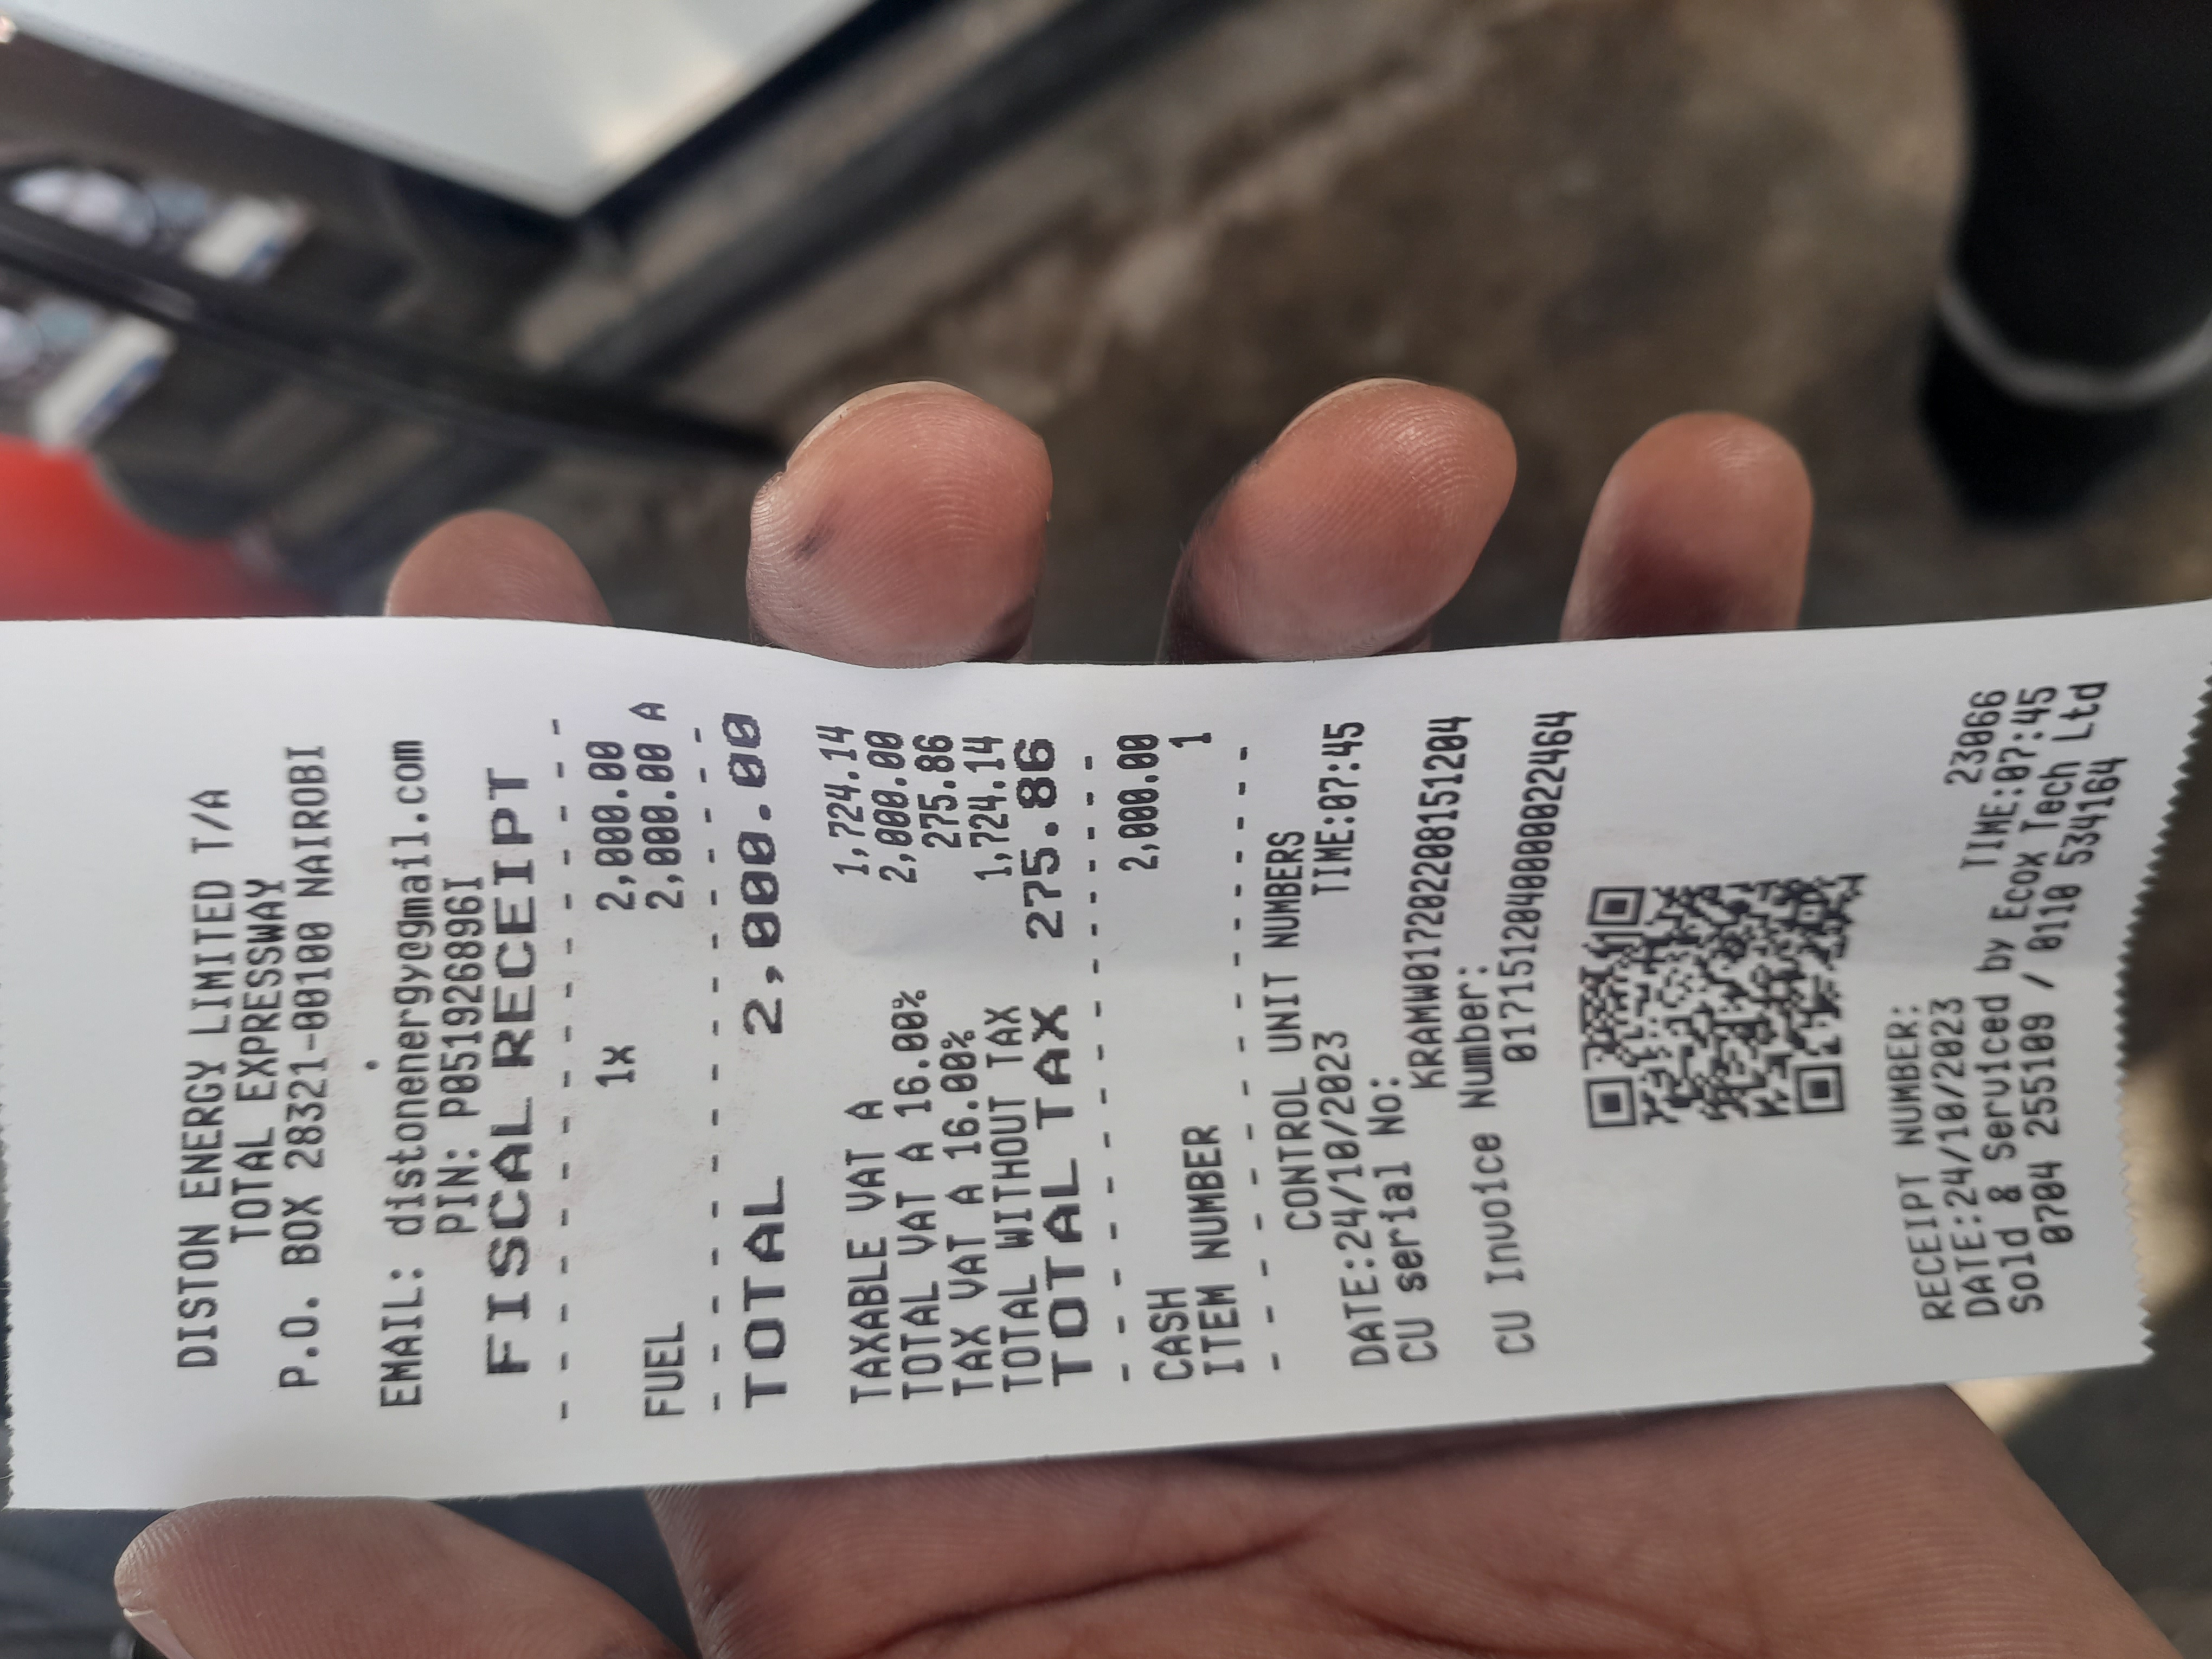 DISTON ENERGY LIMITED T/A
TOTAL EXPRESSWAY
P.O. BOX 28321-00100 NAIROBI
EMAIL: distonenergy@gmail.com
PIN: P051926896I
FISCAL RECEIPT
1x 2,000.00
FUEL 2,000.00 A
TOTAL 2,000.00
TAXABLE VAT A 1,724.14
TOTAL VAT A 16.00% 2,000.00
TAX VAT A 16.00% 275.86
TOTAL WITHOUT TAX 1,724.14
TOTAL TAX 275.86
CASH 2,000.00
ITEM NUMBER 1
CONTROL UNIT NUMBERS
DATE:24/10/2023 TIME:07:45
CU serial No:
KRAMW017202208151204
CU Invoice Number:
0171512040000022464
RECEIPT NUMBER: 23066
DATE:24/10/2023 TIME:07:45
Sold & Serviced by Ecox Tech Ltd
0704 255109 / 0110 534164